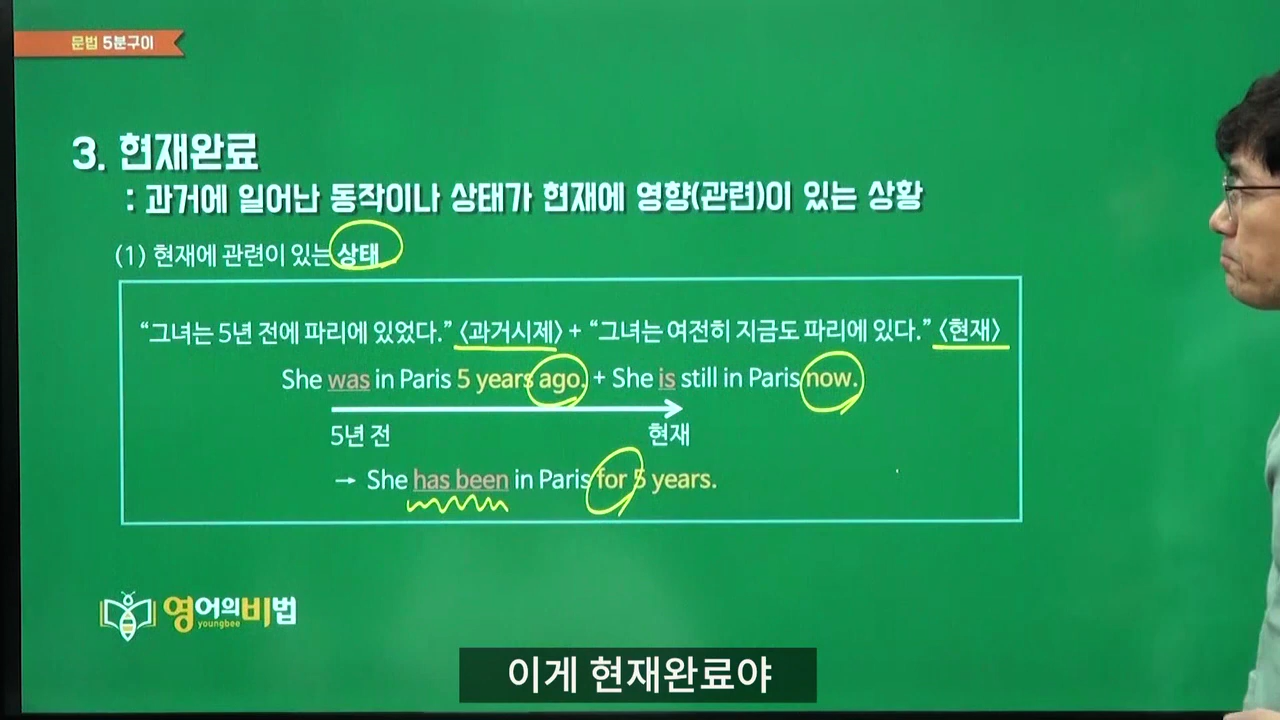 문법 5분구이
3. 현재완료
: 과거에 일어난 동작이나 상태가 현재에 영향(관련)이 있는 상황
(1) 현재에 관련이 있는 상태
“그녀는 5년 전에 파리에 있었다.” 〈과거시제〉 + “그녀는 여전히 지금도 파리에 있다.” 〈현재〉
She was in Paris 5 years ago. + She is still in Paris now.
5년 전 현재
→ She has been in Paris for 5 years.
영어의비법
youngbee
이게 현재완료야